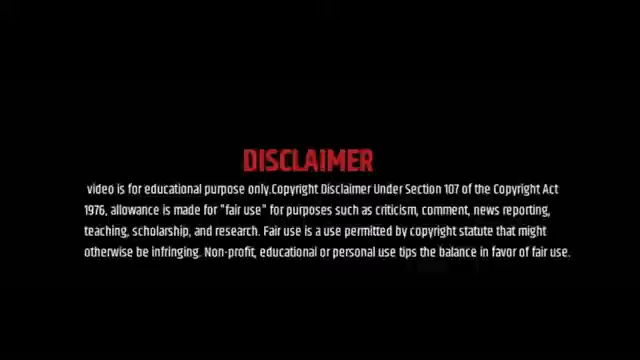 DISCLAIMER
video is for educational purpose only.Copyright Disclaimer Under Section 107 of the Copyright Act
1976, allowance is made for "fair use" for purposes such as criticism, comment, news reporting,
teaching, scholarship, and research. Fair use is a use permitted by copyright statute that might
otherwise be infringing. Non-profit, educational or personal use tips the balance in favor of fair use.